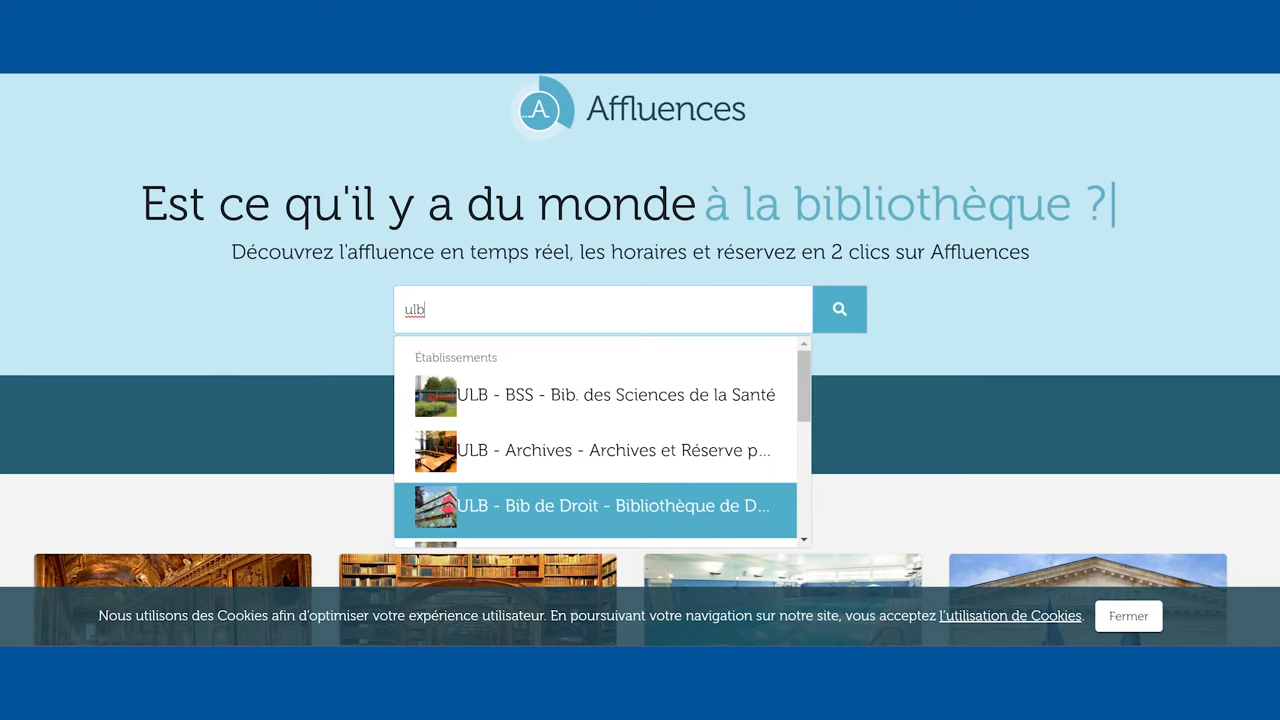 Affluences
Est ce qu'il y a du monde à la bibliothèque ?
Découvrez l'affluence en temps réel, les horaires et réservez en 2 clics sur Affluences
ulb
Établissements
ULB - BSS - Bib. des Sciences de la Santé
ULB - Archives - Archives et Réserve p...
ULB - Bib de Droit - Bibliothèque de D...
Nous utilisons des Cookies afin d'optimiser votre expérience utilisateur. En poursuivant votre navigation sur notre site, vous acceptez l'utilisation de Cookies.
Fermer